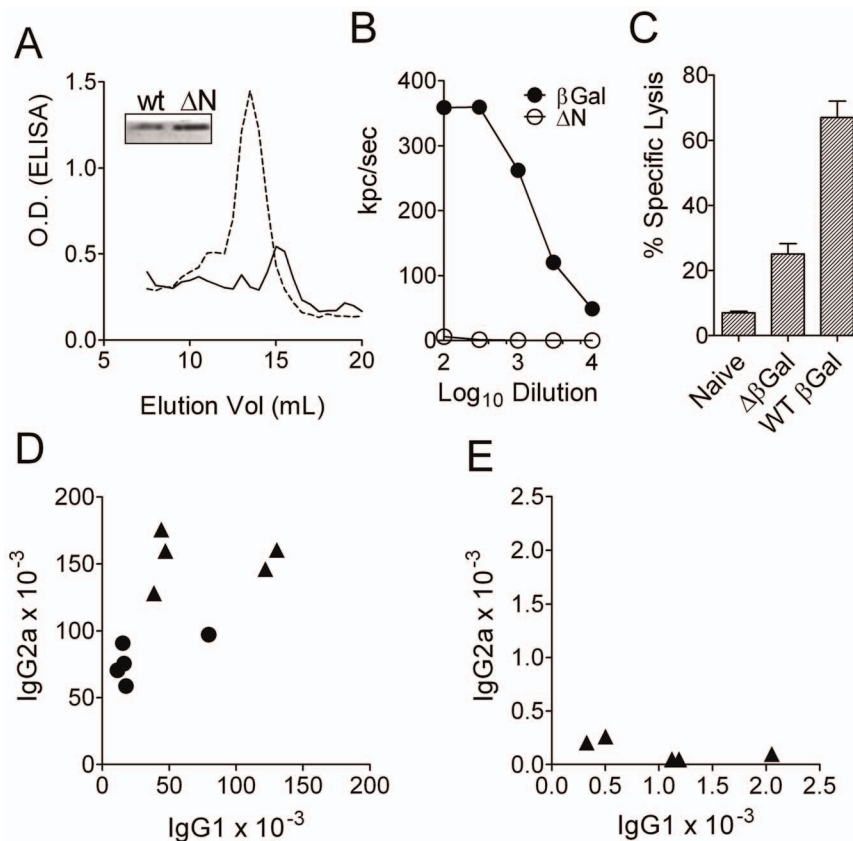 A
O.D. (ELISA)
1.5
1.0
0.5
0.0
wt ΔN
5 10 15 20
Elution Vol (mL)
B
kpc/sec
400
300
200
100
0
βGal
ΔN
2 3 4
Log₁₀ Dilution
C
% Specific Lysis
80
60
40
20
0
Naive
ΔβGal
WT βGal
D
IgG2a x 10⁻³
200
150
100
50
0
0 50 100 150 200
IgG1 x 10⁻³
E
IgG2a x 10⁻³
2.5
2.0
1.5
1.0
0.5
0.0
0.0 0.5 1.0 1.5 2.0 2.5
IgG1 x 10⁻³